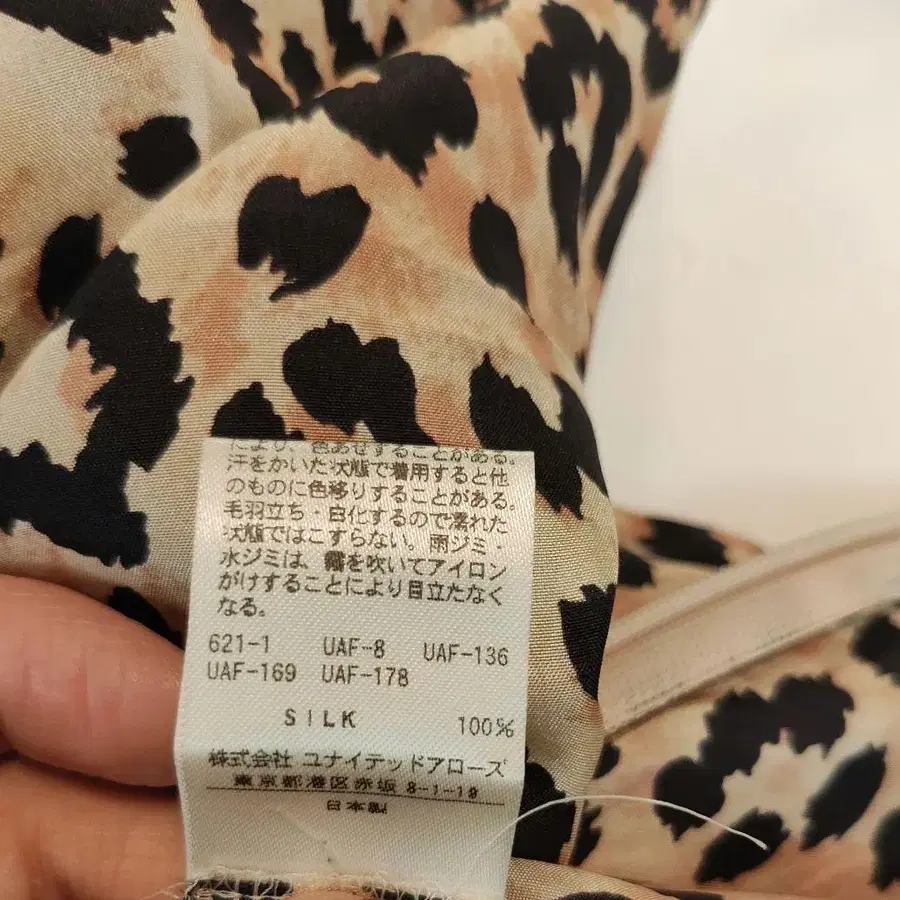 により、色あせすることがある。
汗をかいた状態で着用すると他
のものに色移りすることがある。
毛羽立ち・白化するので濡れた
状態ではこすらない。雨ジミ・
水ジミは、霧を吹いてアイロン
がけすることにより目立たなく
なる。
621-1 UAF-8 UAF-136
UAF-169 UAF-178
SILK 100%
株式会社 ユナイテッドアローズ
東京都港区赤坂 8-1-19
日本製